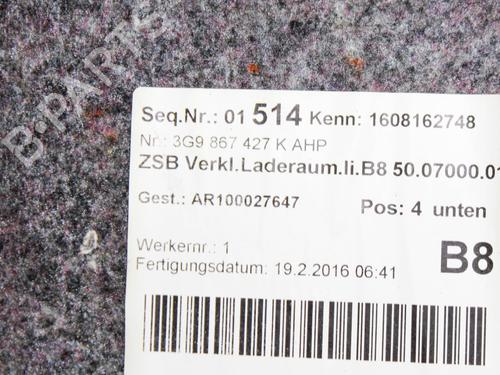 B-PARTS
Seq.Nr.: 01 514 Kenn: 1608162748
Nr.: 3G9 867 427 K AHP
ZSB Verkl.Laderaum.li.B8 50.07000.01
Gest.: AR100027647 Pos: 4 unten
Werkernr.: 1
Fertigungsdatum: 19.2.2016 06:41
B8